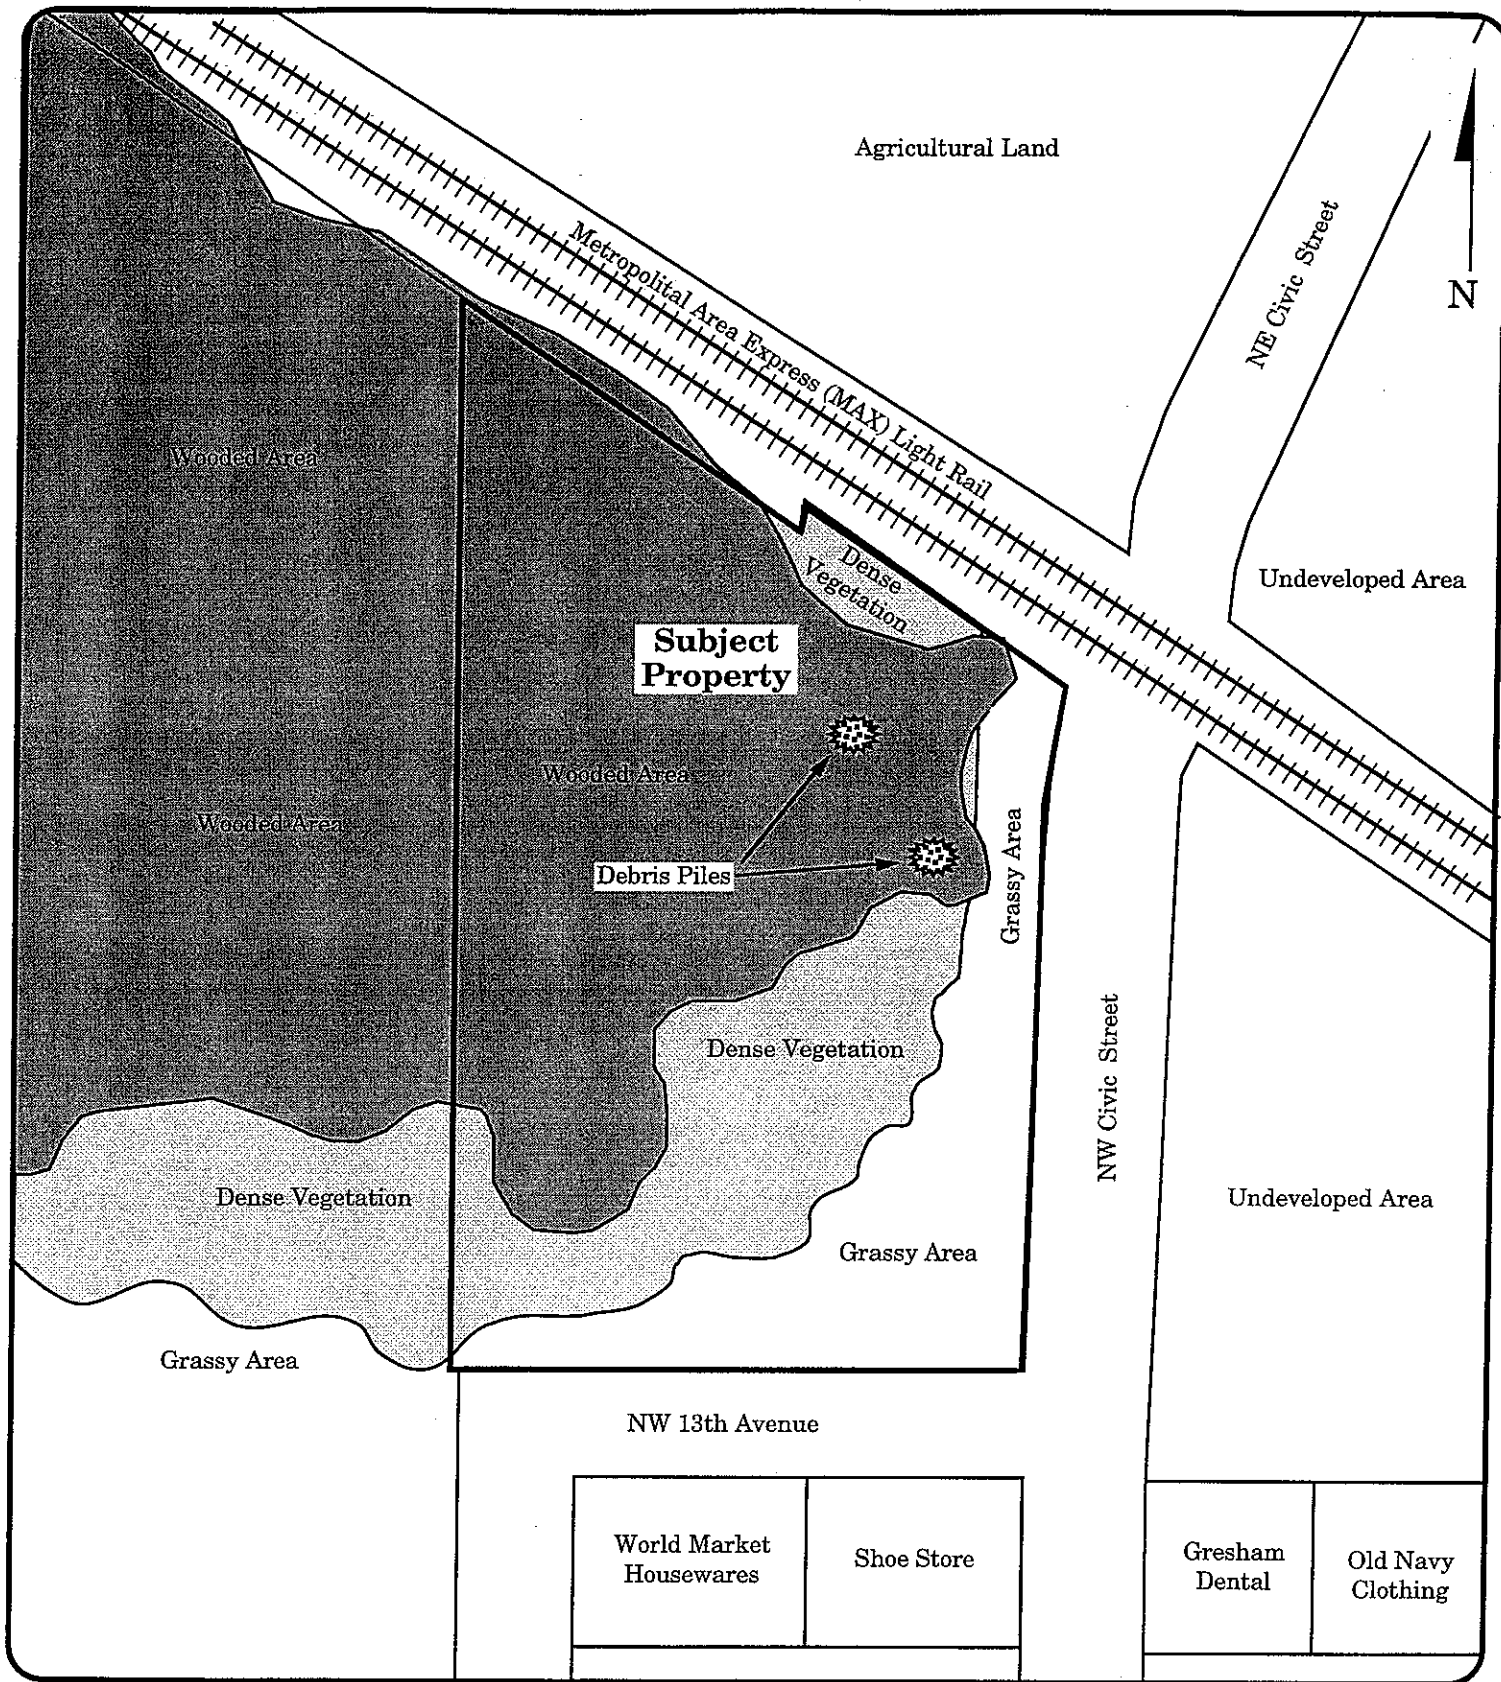 Agricultural Land
NE Civic Street
N
Metropolital Area Express (MAX) Light Rail
Wooded Area
Dense
Vegetation
Undeveloped Area
Subject
Property
Wooded Area
Wooded Area
Debris Piles
Grassy Area
Dense Vegetation
NW Civic Street
Dense Vegetation
Undeveloped Area
Grassy Area
Grassy Area
NW 13th Avenue
World Market
Housewares
Shoe Store
Gresham
Dental
Old Navy
Clothing